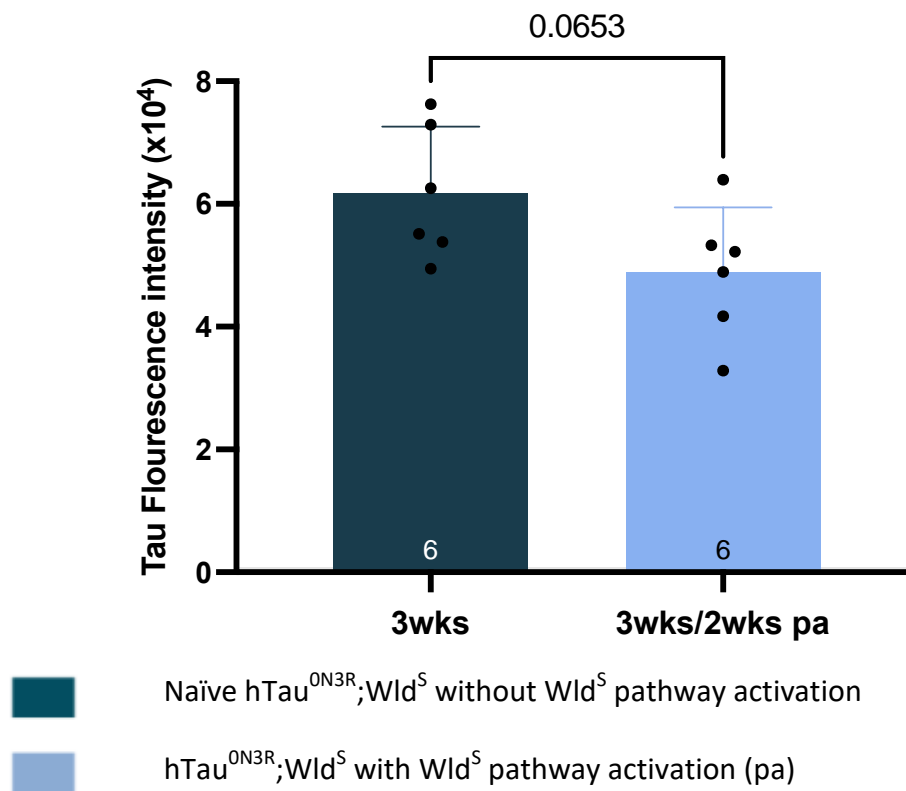 0.0653
Tau Flourescence intensity (x10⁴)
8
6
4
2
0
6
6
3wks
3wks/2wks pa
Naïve hTau⁰ᴺ³ᴿ;Wldˢ without Wldˢ pathway activation
hTau⁰ᴺ³ᴿ;Wldˢ with Wldˢ pathway activation (pa)